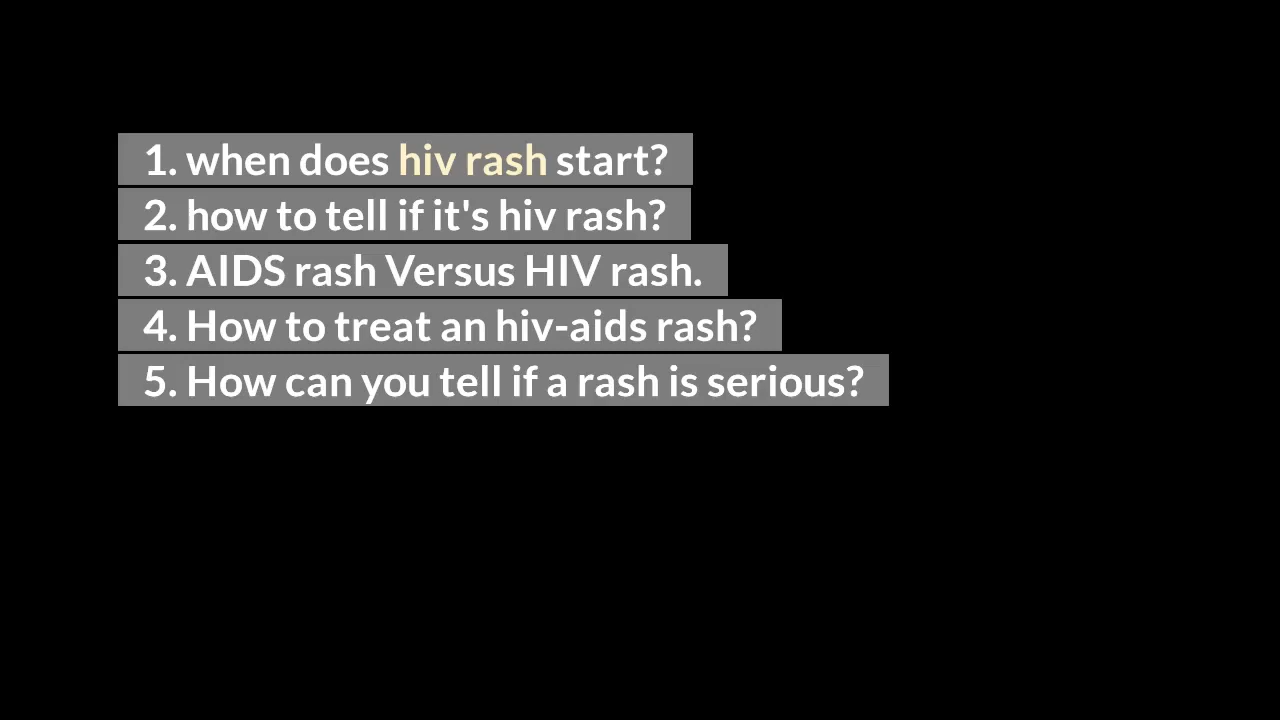 1. when does hiv rash start?
2. how to tell if it's hiv rash?
3. AIDS rash Versus HIV rash.
4. How to treat an hiv-aids rash?
5. How can you tell if a rash is serious?